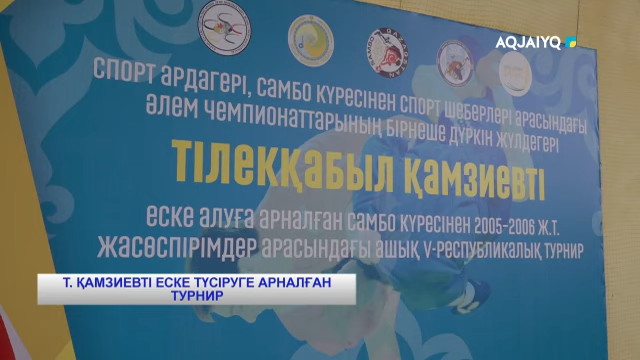 AQJAIYQ
СПОРТ АРДАГЕРІ, САМБО КҮРЕСІНЕН СПОРТ ШЕБЕРЛЕРІ АРАСЫНДАҒЫ
ӘЛЕМ ЧЕМПИОНАТТАРЫНЫҢ БІРНЕШЕ ДҮРКІН ЖҮЛДЕГЕРІ
ТІЛЕКҚАБЫЛ ҚАМЗИЕВТІ
ЕСКЕ АЛУҒА АРНАЛҒАН САМБО КҮРЕСІНЕН 2005-2006 Ж.Т.
ЖАСӨСПІРІМДЕР АРАСЫНДАҒЫ АШЫҚ V-РЕСПУБЛИКАЛЫҚ ТУРНИР
Т. ҚАМЗИЕВТІ ЕСКЕ ТҮСІРУГЕ АРНАЛҒАН
ТУРНИР